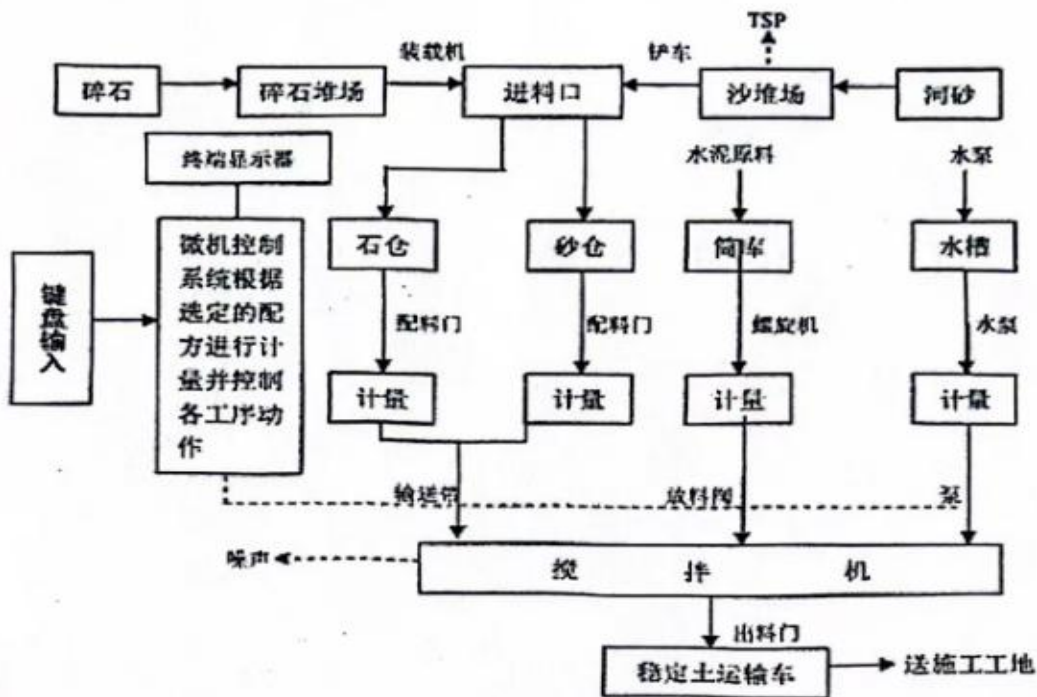 TSP
装载机
铲车
碎石
碎石堆场
进料口
沙堆场
河砂
终端显示器
水泥原料
水泵
键盘输入
微机控制
系统根据
选定的配
方进行计
量并控制
各工序动
作
石仓
砂仓
筒库
水槽
配料门
配料门
螺旋机
水泵
计量
计量
计量
计量
输送带
放料阀
泵
噪声
搅拌机
出料门
稳定土运输车
送施工工地